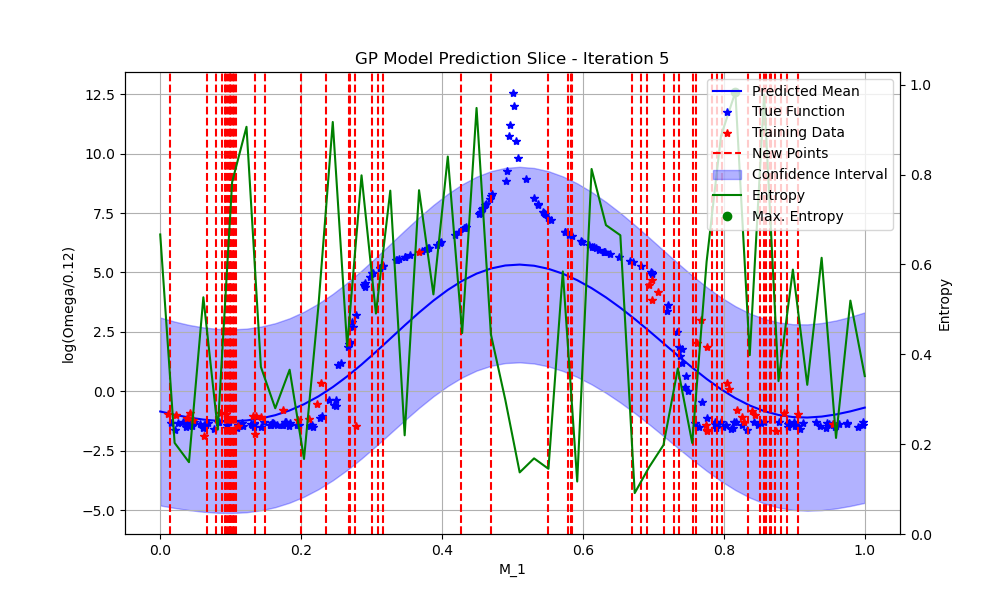 GP Model Prediction Slice - Iteration 5
12.5
10.0
7.5
5.0
2.5
0.0
−2.5
−5.0
log(Omega/0.12)
0.0
0.2
0.4
0.6
0.8
1.0
M_1
1.0
0.8
0.6
0.4
0.2
0.0
Entropy
Predicted Mean
True Function
Training Data
New Points
Confidence Interval
Entropy
Max. Entropy